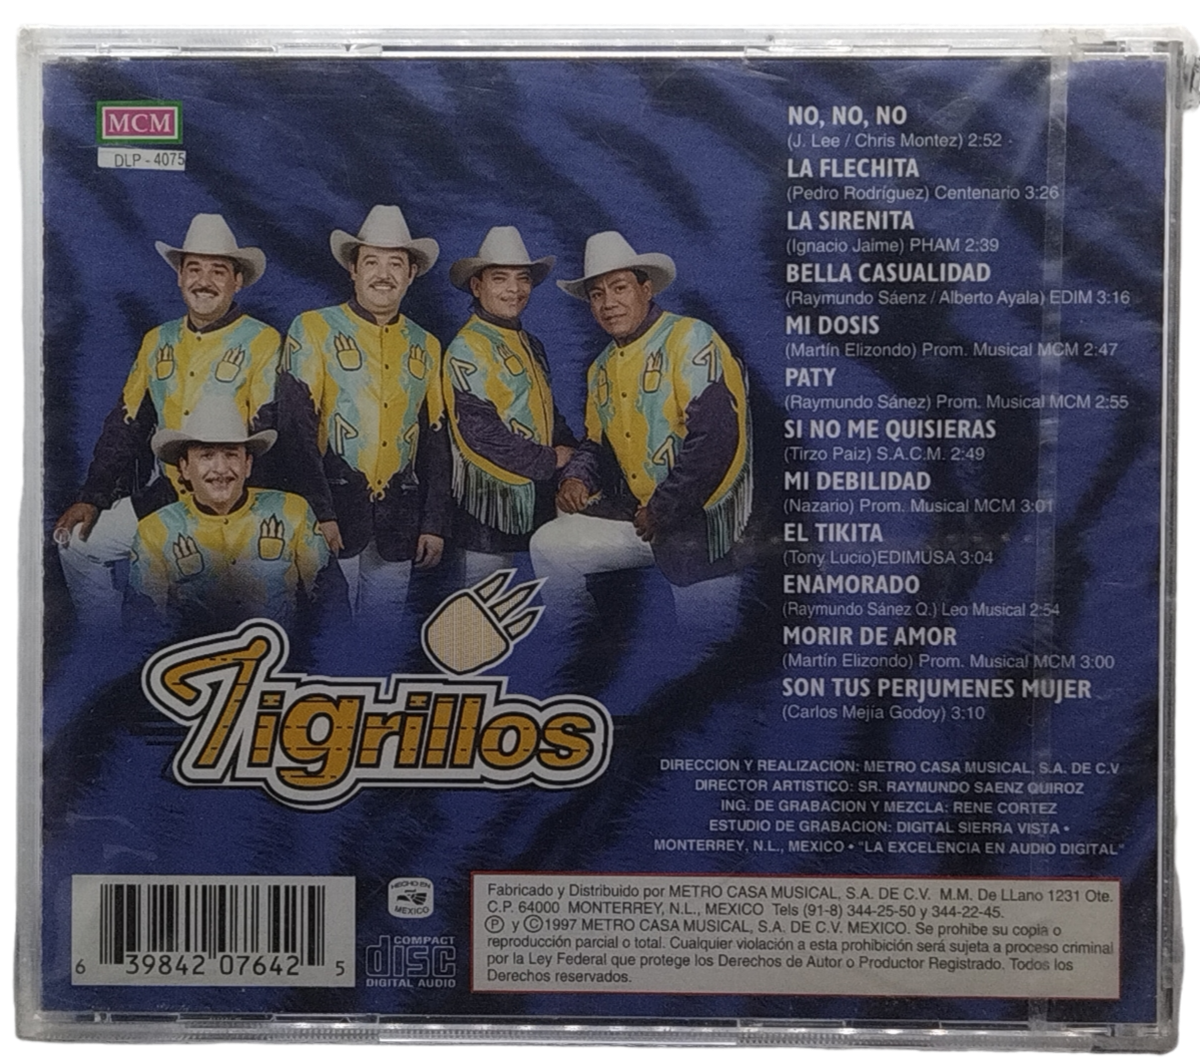 MCM
DLP - 4075
NO, NO, NO
(J. Lee / Chris Montez) 2:52
LA FLECHITA
(Pedro Rodríguez) Centenario 3:26
LA SIRENITA
(Ignacio Jaime) PHAM 2:39
BELLA CASUALIDAD
(Raymundo Sáenz / Alberto Ayala) EDIM 3:16
MI DOSIS
(Martín Elizondo) Prom. Musical MCM 2:47
PATY
(Raymundo Sánez) Prom. Musical MCM 2:55
SI NO ME QUISIERAS
(Tirzo Paiz) S.A.C.M. 2:49
MI DEBILIDAD
(Nazario) Prom. Musical MCM 3:01
EL TIKITA
(Tony Lucio)EDIMUSA 3:04
ENAMORADO
(Raymundo Sánez Q.) Leo Musical 2:54
MORIR DE AMOR
(Martín Elizondo) Prom. Musical MCM 3:00
SON TUS PERJUMENES MUJER
(Carlos Mejía Godoy) 3:10
Tigrillos
DIRECCION Y REALIZACION: METRO CASA MUSICAL, S.A. DE C.V
DIRECTOR ARTISTICO: SR. RAYMUNDO SAENZ QUIROZ
ING. DE GRABACION Y MEZCLA: RENE CORTEZ
ESTUDIO DE GRABACION: DIGITAL SIERRA VISTA •
MONTERREY, N.L., MEXICO • "LA EXCELENCIA EN AUDIO DIGITAL"
6 39842 07642 5
HECHO EN
MEXICO
COMPACT
disc
DIGITAL AUDIO
Fabricado y Distribuido por METRO CASA MUSICAL, S.A. DE C.V. M.M. De LLano 1231 Ote.
C.P. 64000 MONTERREY, N.L., MEXICO Tels (91-8) 344-25-50 y 344-22-45.
Ⓟ y Ⓒ 1997 METRO CASA MUSICAL, S.A. DE C.V. MEXICO. Se prohibe su copia o
reproducción parcial o total. Cualquier violación a esta prohibición será sujeta a proceso criminal
por la Ley Federal que protege los Derechos de Autor o Productor Registrado. Todos los
Derechos reservados.